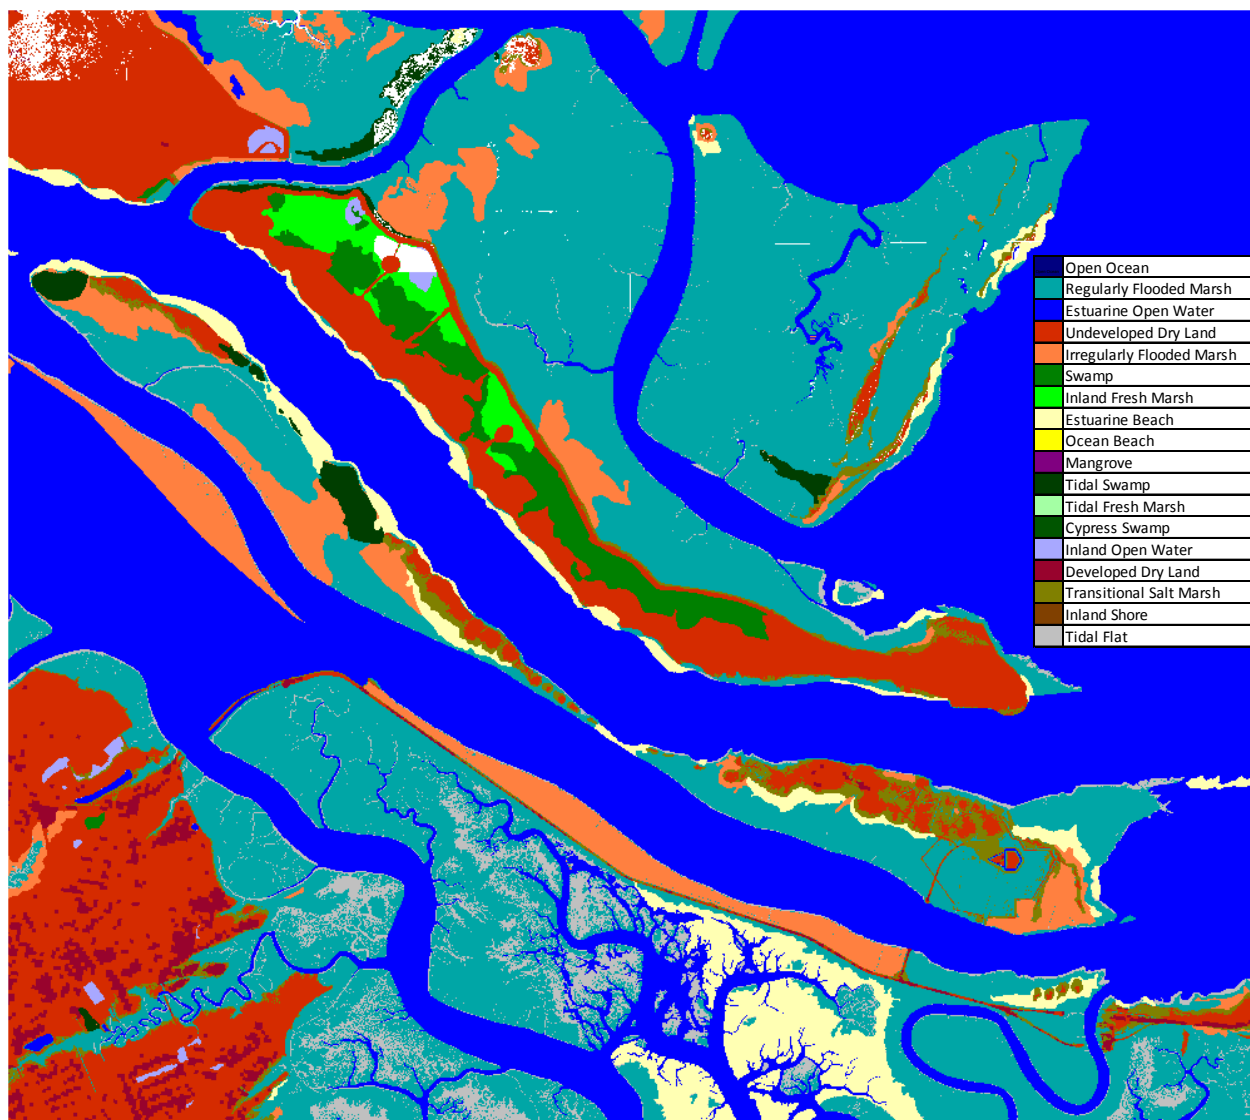 Open Ocean
Regularly Flooded Marsh
Estuarine Open Water
Undeveloped Dry Land
Irregularly Flooded Marsh
Swamp
Inland Fresh Marsh
Estuarine Beach
Ocean Beach
Mangrove
Tidal Swamp
Tidal Fresh Marsh
Cypress Swamp
Inland Open Water
Developed Dry Land
Transitional Salt Marsh
Inland Shore
Tidal Flat